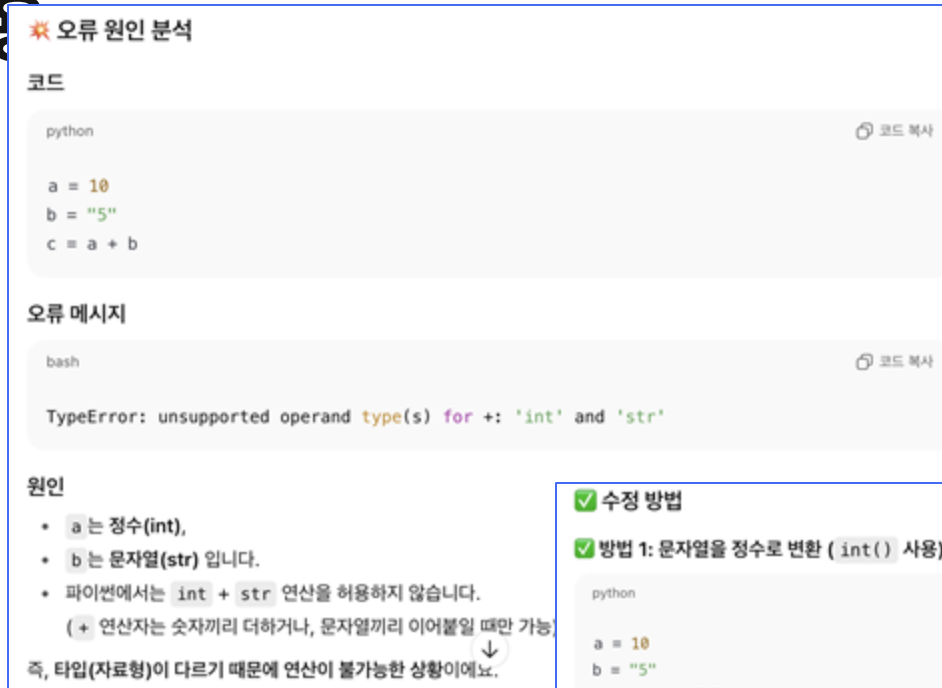 💥 오류 원인 분석
코드
python
코드 복사
a = 10
b = "5"
c = a + b
오류 메시지
bash
코드 복사
TypeError: unsupported operand type(s) for +: 'int' and 'str'
원인
• a 는 정수(int),
• b 는 문자열(str) 입니다.
• 파이썬에서는 int + str 연산을 허용하지 않습니다.
( + 연산자는 숫자끼리 더하거나, 문자열끼리 이어붙일 때만 가능)
즉, 타입(자료형)이 다르기 때문에 연산이 불가능한 상황이에요.
✅ 수정 방법
✅ 방법 1: 문자열을 정수로 변환 ( int() 사용)
python
a = 10
b = "5"